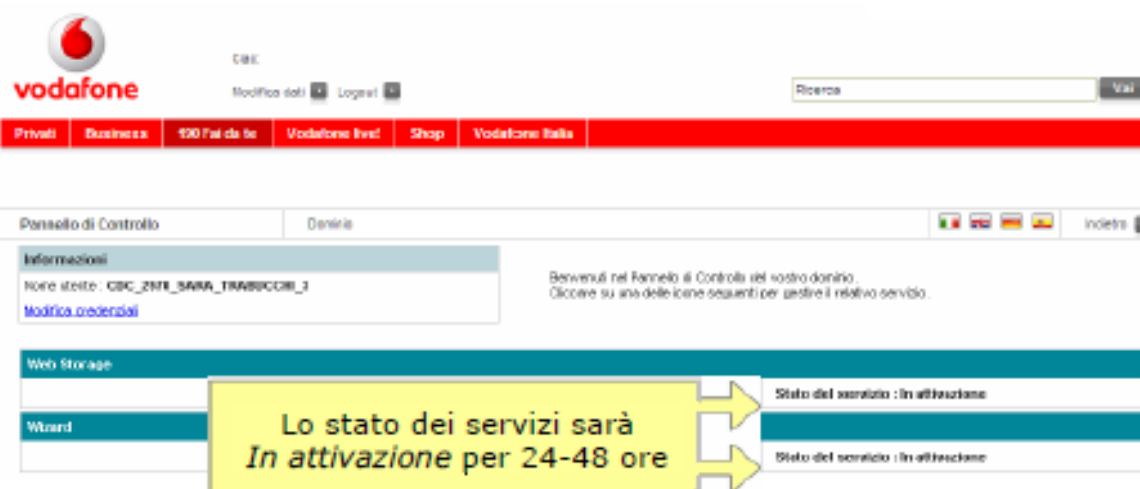 vodafone
Ciao:
Modifica dati Logout
Ricerca Vai
Privati Business 190 Fai da te Vodafone live! Shop Vodafone Italia
Pannello di Controllo Dominio Indietro
Informazioni
Nome utente :
Modifica credenziali
Benvenuti nel Pannello di Controllo del vostro dominio.
Cliccare su una delle icone seguenti per gestire il relativo servizio.
Web Storage
Stato del servizio : In attivazione
Lo stato dei servizi sarà
Wizard
In attivazione per 24-48 ore
Stato del servizio : In attivazione